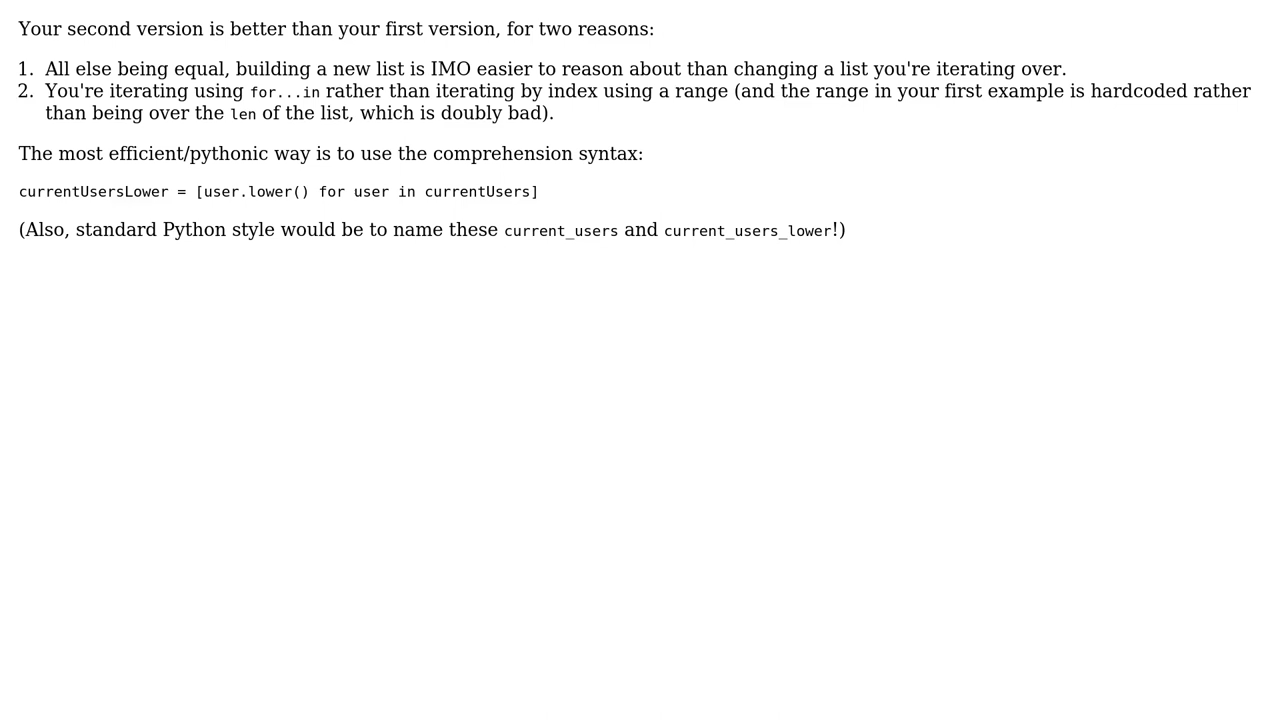 Your second version is better than your first version, for two reasons:
1. All else being equal, building a new list is IMO easier to reason about than changing a list you're iterating over.
2. You're iterating using for...in rather than iterating by index using a range (and the range in your first example is hardcoded rather
than being over the len of the list, which is doubly bad).
The most efficient/pythonic way is to use the comprehension syntax:
currentUsersLower = [user.lower() for user in currentUsers]
(Also, standard Python style would be to name these current_users and current_users_lower!)